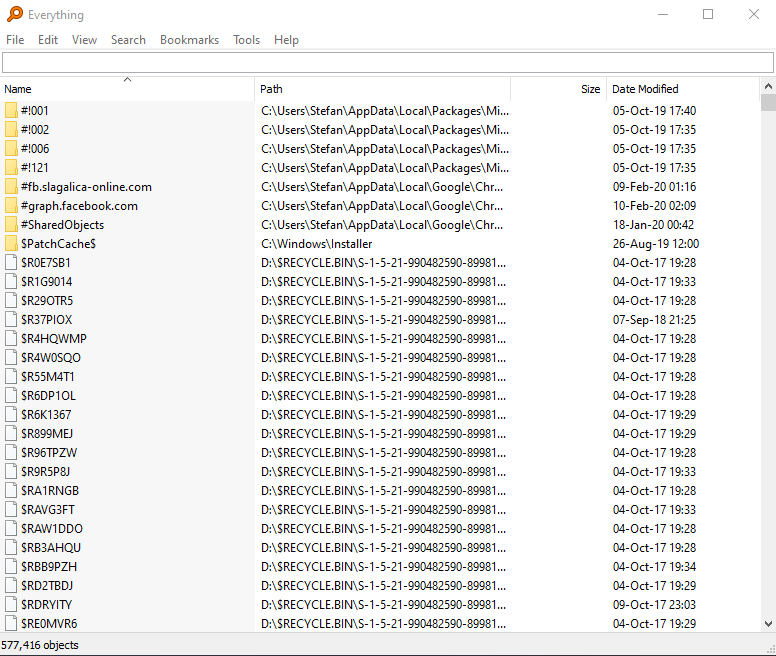 Everything
File Edit View Search Bookmarks Tools Help
Name Path Size Date Modified
#!001 C:\Users\Stefan\AppData\Local\Packages\Mi... 05-Oct-19 17:40
#!002 C:\Users\Stefan\AppData\Local\Packages\Mi... 05-Oct-19 17:35
#!006 C:\Users\Stefan\AppData\Local\Packages\Mi... 05-Oct-19 17:35
#!121 C:\Users\Stefan\AppData\Local\Packages\Mi... 05-Oct-19 17:35
#fb.slagalica-online.com C:\Users\Stefan\AppData\Local\Google\Chr... 09-Feb-20 01:16
#graph.facebook.com C:\Users\Stefan\AppData\Local\Google\Chr... 10-Feb-20 02:09
#SharedObjects C:\Users\Stefan\AppData\Local\Google\Chr... 18-Jan-20 00:42
$PatchCache$ C:\Windows\Installer 26-Aug-19 12:00
$R0E7SB1 D:\$RECYCLE.BIN\S-1-5-21-990482590-89981... 04-Oct-17 19:28
$R1G9014 D:\$RECYCLE.BIN\S-1-5-21-990482590-89981... 04-Oct-17 19:33
$R29OTR5 D:\$RECYCLE.BIN\S-1-5-21-990482590-89981... 04-Oct-17 19:28
$R37PIOX D:\$RECYCLE.BIN\S-1-5-21-990482590-89981... 07-Sep-18 21:25
$R4HQWMP D:\$RECYCLE.BIN\S-1-5-21-990482590-89981... 04-Oct-17 19:28
$R4W0SQO D:\$RECYCLE.BIN\S-1-5-21-990482590-89981... 04-Oct-17 19:28
$R55M4T1 D:\$RECYCLE.BIN\S-1-5-21-990482590-89981... 04-Oct-17 19:28
$R6DP1OL D:\$RECYCLE.BIN\S-1-5-21-990482590-89981... 04-Oct-17 19:28
$R6K1367 D:\$RECYCLE.BIN\S-1-5-21-990482590-89981... 04-Oct-17 19:29
$R899MEJ D:\$RECYCLE.BIN\S-1-5-21-990482590-89981... 04-Oct-17 19:29
$R96TPZW D:\$RECYCLE.BIN\S-1-5-21-990482590-89981... 04-Oct-17 19:28
$R9R5P8J D:\$RECYCLE.BIN\S-1-5-21-990482590-89981... 04-Oct-17 19:33
$RA1RNGB D:\$RECYCLE.BIN\S-1-5-21-990482590-89981... 04-Oct-17 19:28
$RAVG3FT D:\$RECYCLE.BIN\S-1-5-21-990482590-89981... 04-Oct-17 19:33
$RAW1DDO D:\$RECYCLE.BIN\S-1-5-21-990482590-89981... 04-Oct-17 19:28
$RB3AHQU D:\$RECYCLE.BIN\S-1-5-21-990482590-89981... 04-Oct-17 19:28
$RBB9PZH D:\$RECYCLE.BIN\S-1-5-21-990482590-89981... 04-Oct-17 19:34
$RD2TBDJ D:\$RECYCLE.BIN\S-1-5-21-990482590-89981... 04-Oct-17 19:29
$RDRYITY D:\$RECYCLE.BIN\S-1-5-21-990482590-89981... 09-Oct-17 23:03
$RE0MVR6 D:\$RECYCLE.BIN\S-1-5-21-990482590-89981... 04-Oct-17 19:29
577,416 objects